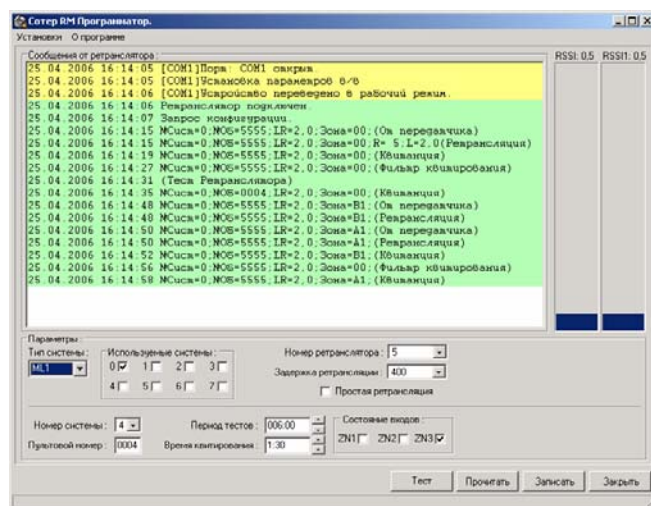 Сотер RM Программатор.
Установки О программе
Сообщения от ретранслятора:
RSSI: 0,5 RSSI1: 0,5
25.04.2006 16:14:05 [COM1]Порт: COM1 открыт.
25.04.2006 16:14:05 [COM1]Установка параметров в/в
25.04.2006 16:14:06 [COM1]Устройство переведено в рабочий режим.
25.04.2006 16:14:06 Ретранслятор подключен.
25.04.2006 16:14:07 Запрос конфигурации.
25.04.2006 16:14:15 NСист=0;NОБ=5555;LR=2,0;Зона=00;(От передатчика)
25.04.2006 16:14:15 NСист=0;NОБ=5555;LR=2,0;Зона=00;R= 5;L=2,0(Ретрансляция)
25.04.2006 16:14:19 NСист=0;NОБ=5555;LR=2,0;Зона=00;(Квитанция)
25.04.2006 16:14:27 NСист=0;NОБ=5555;LR=2,0;Зона=00;(Фильтр квитирования)
25.04.2006 16:14:31 (Тест Ретранслятора)
25.04.2006 16:14:35 NСист=0;NОБ=0004;LR=2,0;Зона=00;(Квитанция)
25.04.2006 16:14:48 NСист=0;NОБ=5555;LR=2,0;Зона=B1;(От передатчика)
25.04.2006 16:14:48 NСист=0;NОБ=5555;LR=2,0;Зона=B1;(Ретрансляция)
25.04.2006 16:14:50 NСист=0;NОБ=5555;LR=2,0;Зона=A1;(От передатчика)
25.04.2006 16:14:50 NСист=0;NОБ=5555;LR=2,0;Зона=A1;(Ретрансляция)
25.04.2006 16:14:52 NСист=0;NОБ=5555;LR=2,0;Зона=B1;(Квитанция)
25.04.2006 16:14:56 NСист=0;NОБ=5555;LR=2,0;Зона=00;(Фильтр квитирования)
25.04.2006 16:14:58 NСист=0;NОБ=5555;LR=2,0;Зона=A1;(Квитанция)
Параметры:
Тип системы: Используемые системы: Номер ретранслятора: 5
ML1 0 1 2 3 Задержка ретрансляции: 400
4 5 6 7 Простая ретрансляция
Номер системы: 4 Период тестов: 006:00 Состояние входов:
Пультовой номер: 0004 Время квитирования: 1:30 ZN1 ZN2 ZN3
Тест Прочитать Записать Закрыть